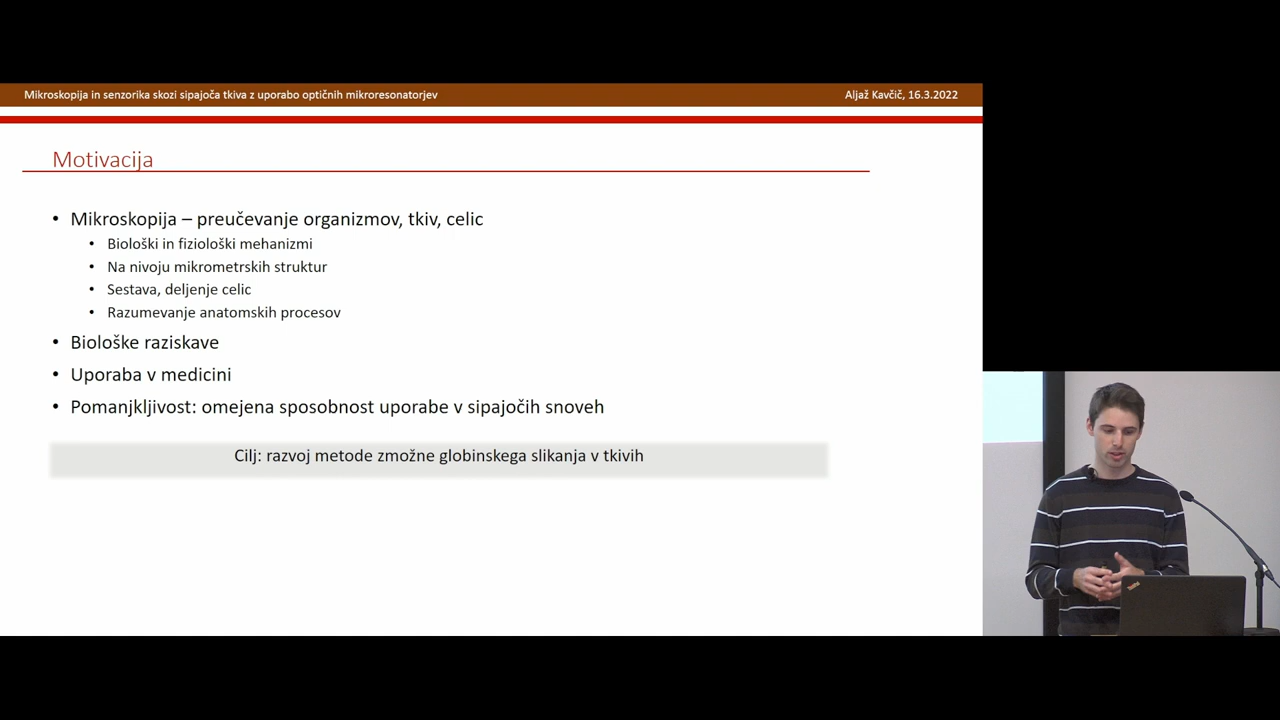 Mikroskopija in senzorika skozi sipajoča tkiva z uporabo optičnih mikroresonatorjev
Aljaž Kavčič, 16.3.2022
Motivacija
• Mikroskopija – preučevanje organizmov, tkiv, celic
• Biološki in fiziološki mehanizmi
• Na nivoju mikrometrskih struktur
• Sestava, deljenje celic
• Razumevanje anatomskih procesov
• Biološke raziskave
• Uporaba v medicini
• Pomanjkljivost: omejena sposobnost uporabe v sipajočih snoveh
Cilj: razvoj metode zmožne globinskega slikanja v tkivih